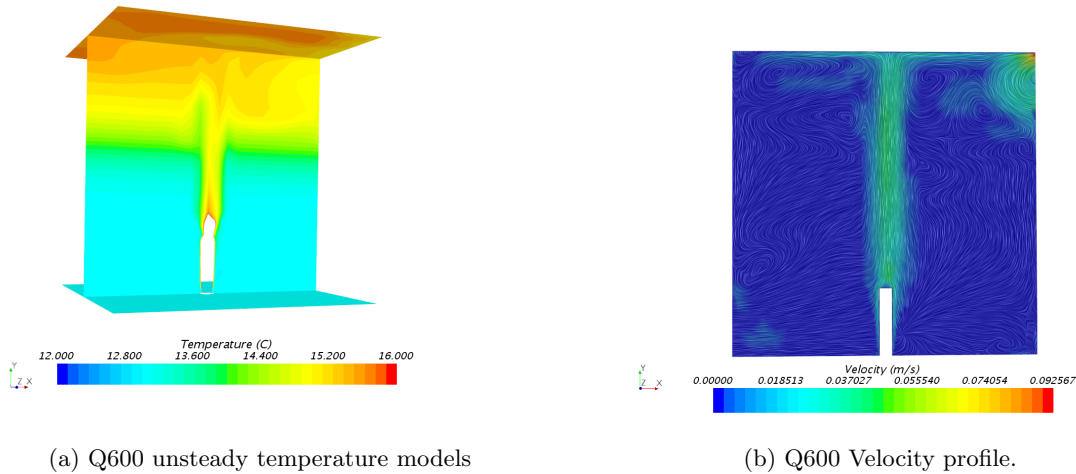 Temperature (C)
12.000 12.800 13.600 14.400 15.200 16.000
Y
Z X
Velocity (m/s)
0.00000 0.018513 0.037027 0.055540 0.074054 0.092567
Y
Z X
(a) Q600 unsteady temperature models
(b) Q600 Velocity profile.